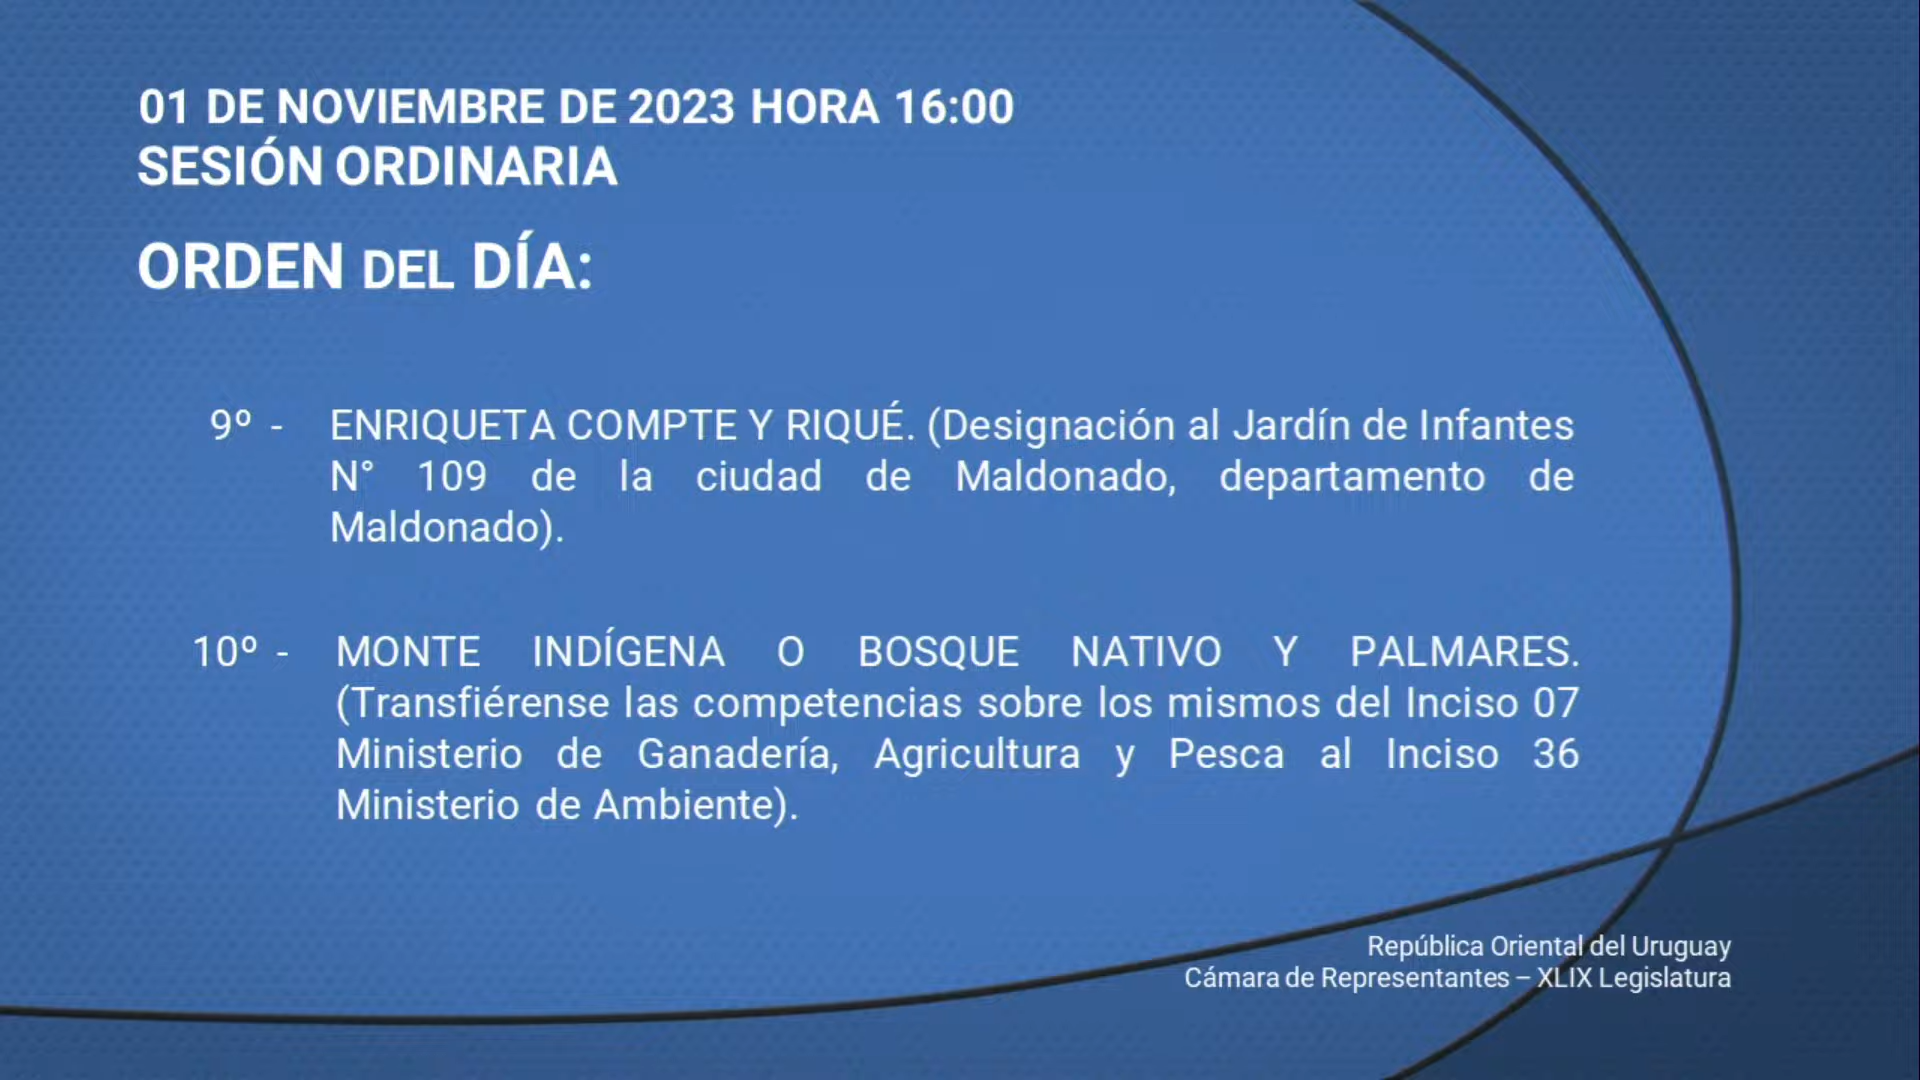 01 DE NOVIEMBRE DE 2023 HORA 16:00
SESIÓN ORDINARIA
ORDEN DEL DÍA:
9º - ENRIQUETA COMPTE Y RIQUÉ. (Designación al Jardín de Infantes
N° 109 de la ciudad de Maldonado, departamento de
Maldonado).
10º - MONTE INDÍGENA O BOSQUE NATIVO Y PALMARES.
(Transfiérense las competencias sobre los mismos del Inciso 07
Ministerio de Ganadería, Agricultura y Pesca al Inciso 36
Ministerio de Ambiente).
República Oriental del Uruguay
Cámara de Representantes – XLIX Legislatura